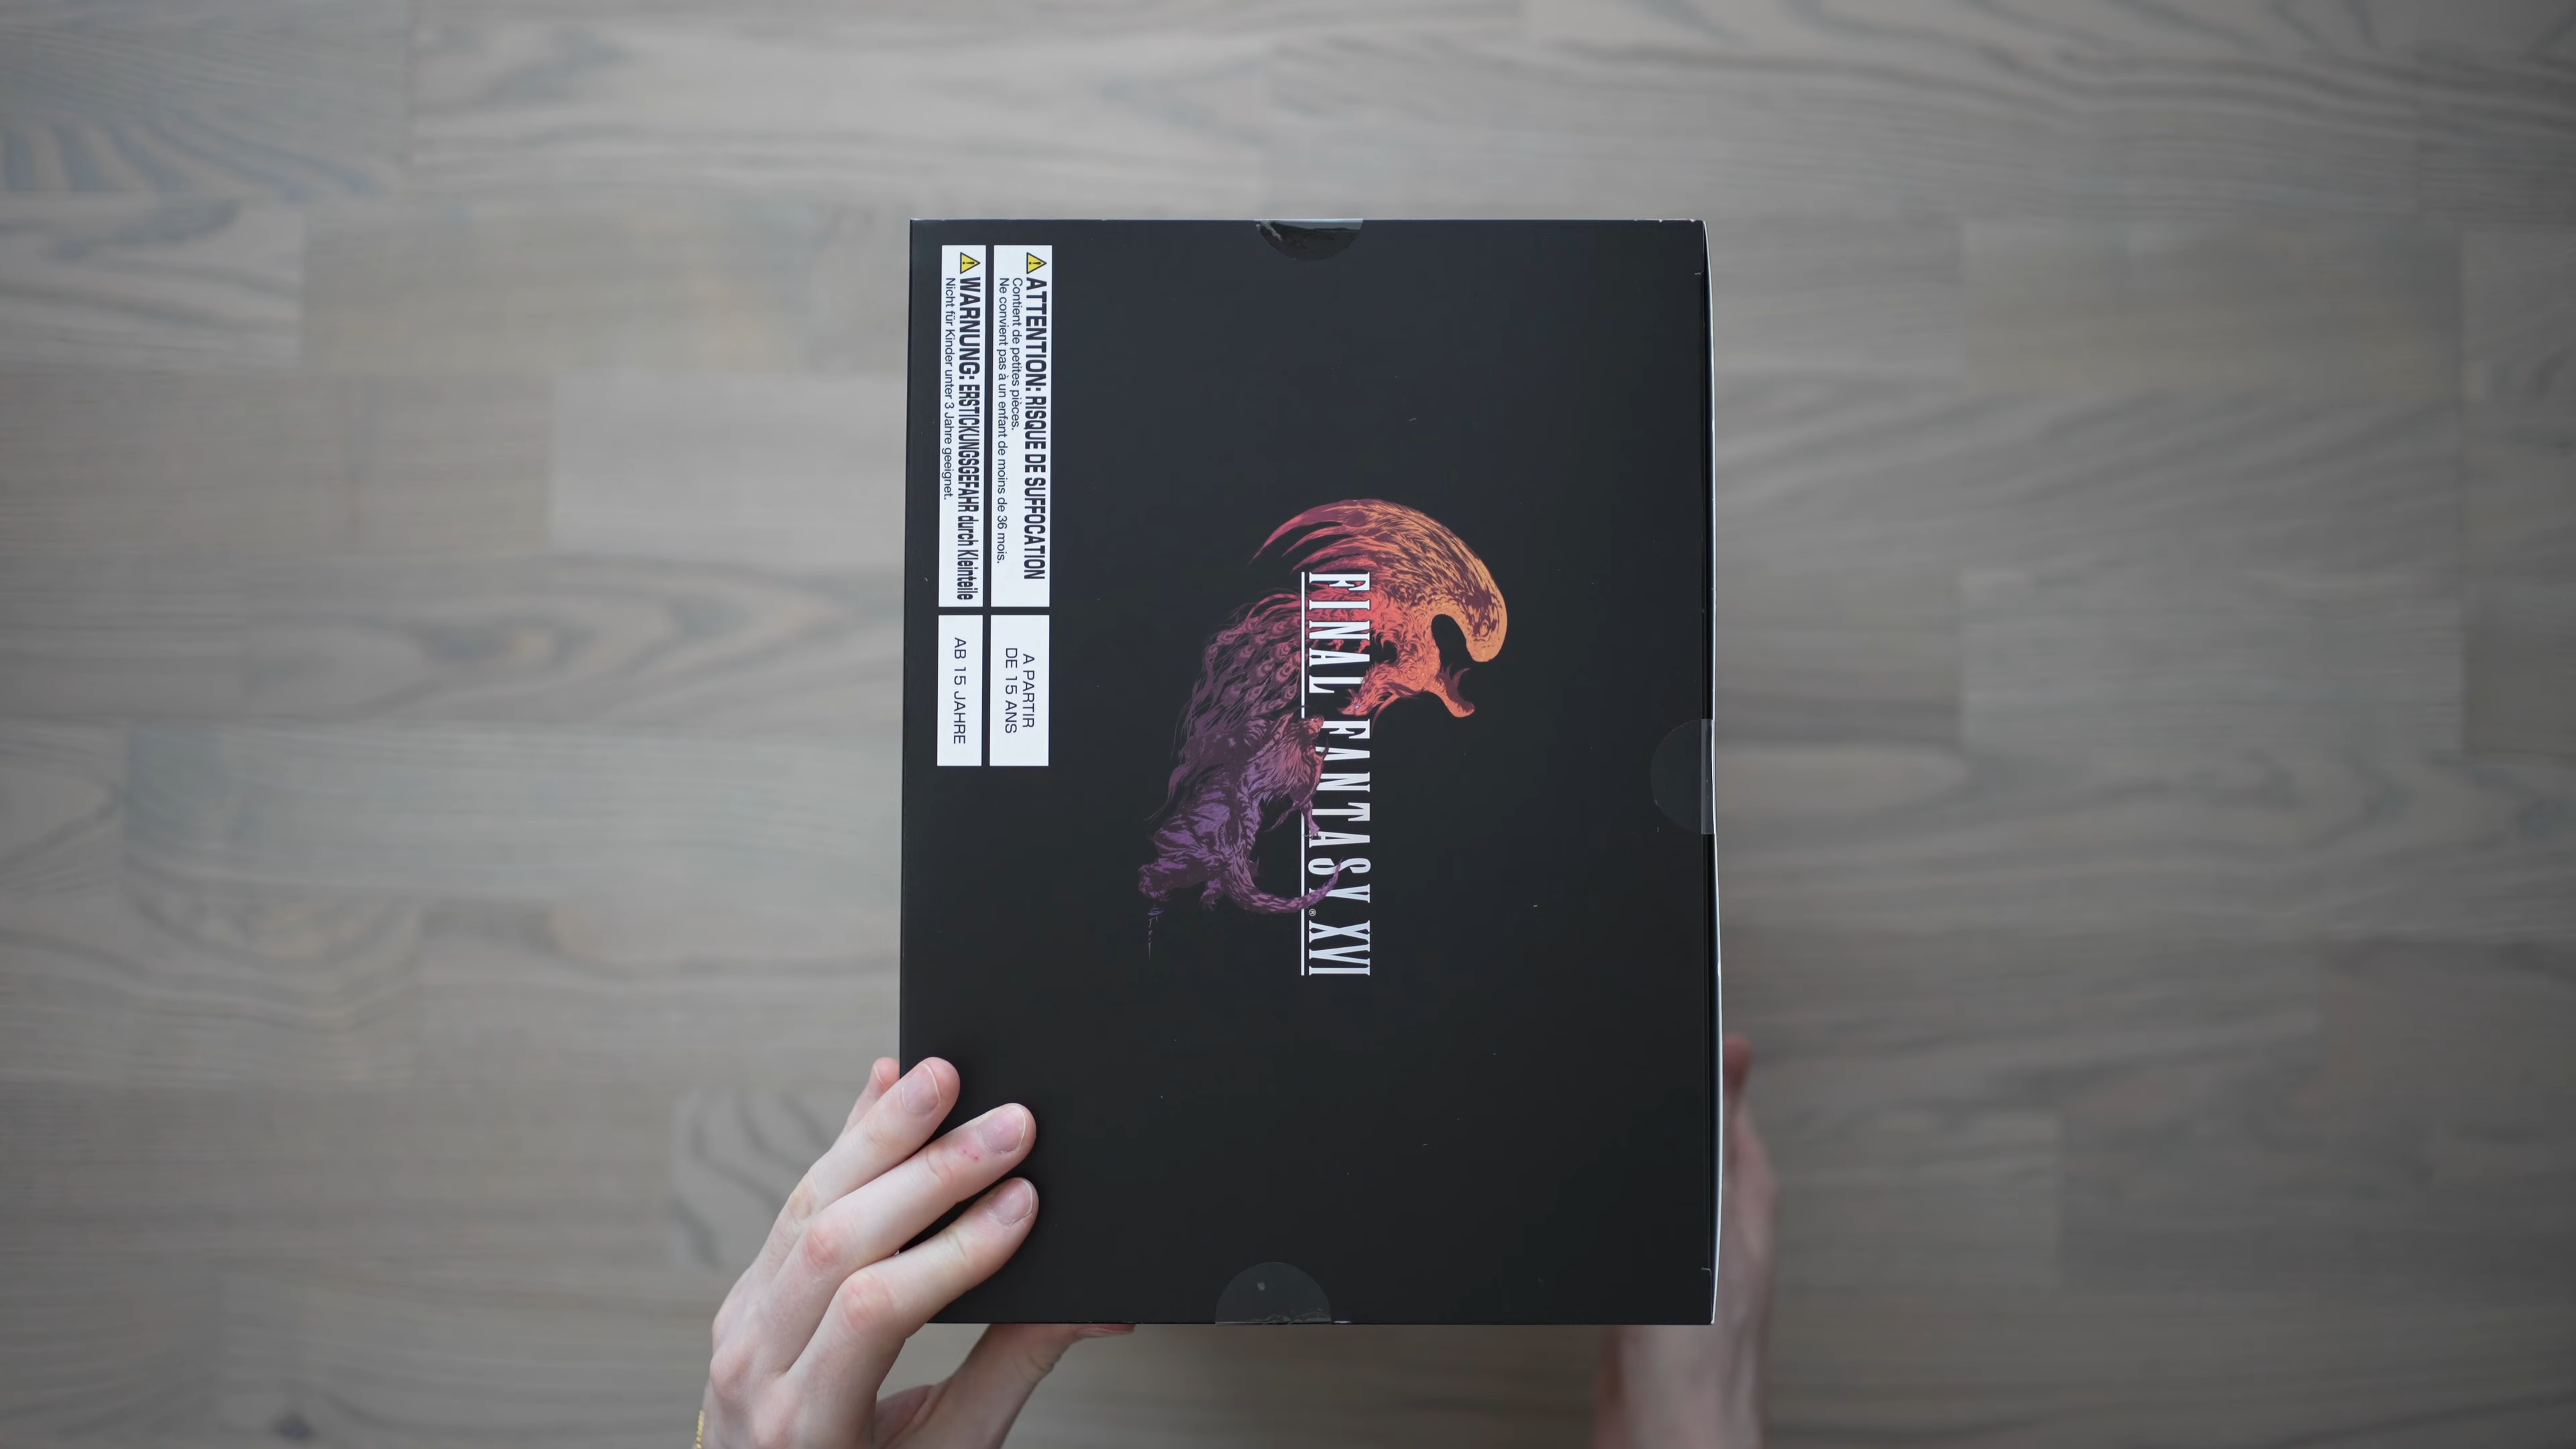 ATTENTION: RISQUE DE SUFFOCATION
Contient de petites pièces.
Ne convient pas à un enfant de moins de 36 mois.
A PARTIR
DE 15 ANS
WARNUNG: ERSTICKUNGSGEFAHR durch Kleinteile
Nicht für Kinder unter 3 Jahre geeignet.
AB 15 JAHRE
FINAL FANTASY® XVI